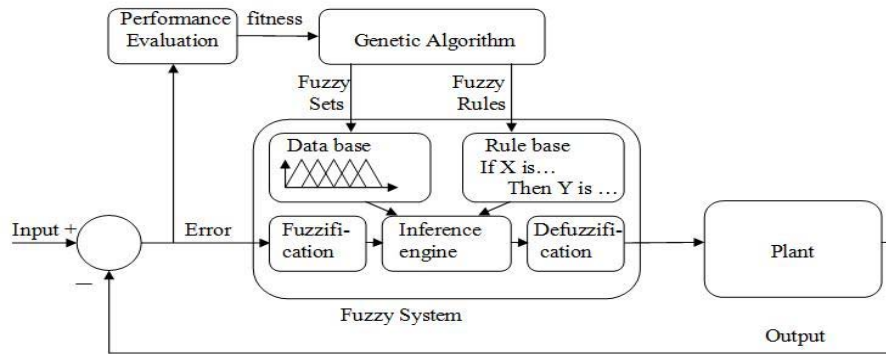 Performance
Evaluation
fitness
Genetic Algorithm
Fuzzy
Sets
Fuzzy
Rules
Data base
Rule base
If X is...
Then Y is ...
Input +
Error
Fuzzifi-
cation
Inference
engine
Defuzzifi-
cation
Plant
−
Fuzzy System
Output